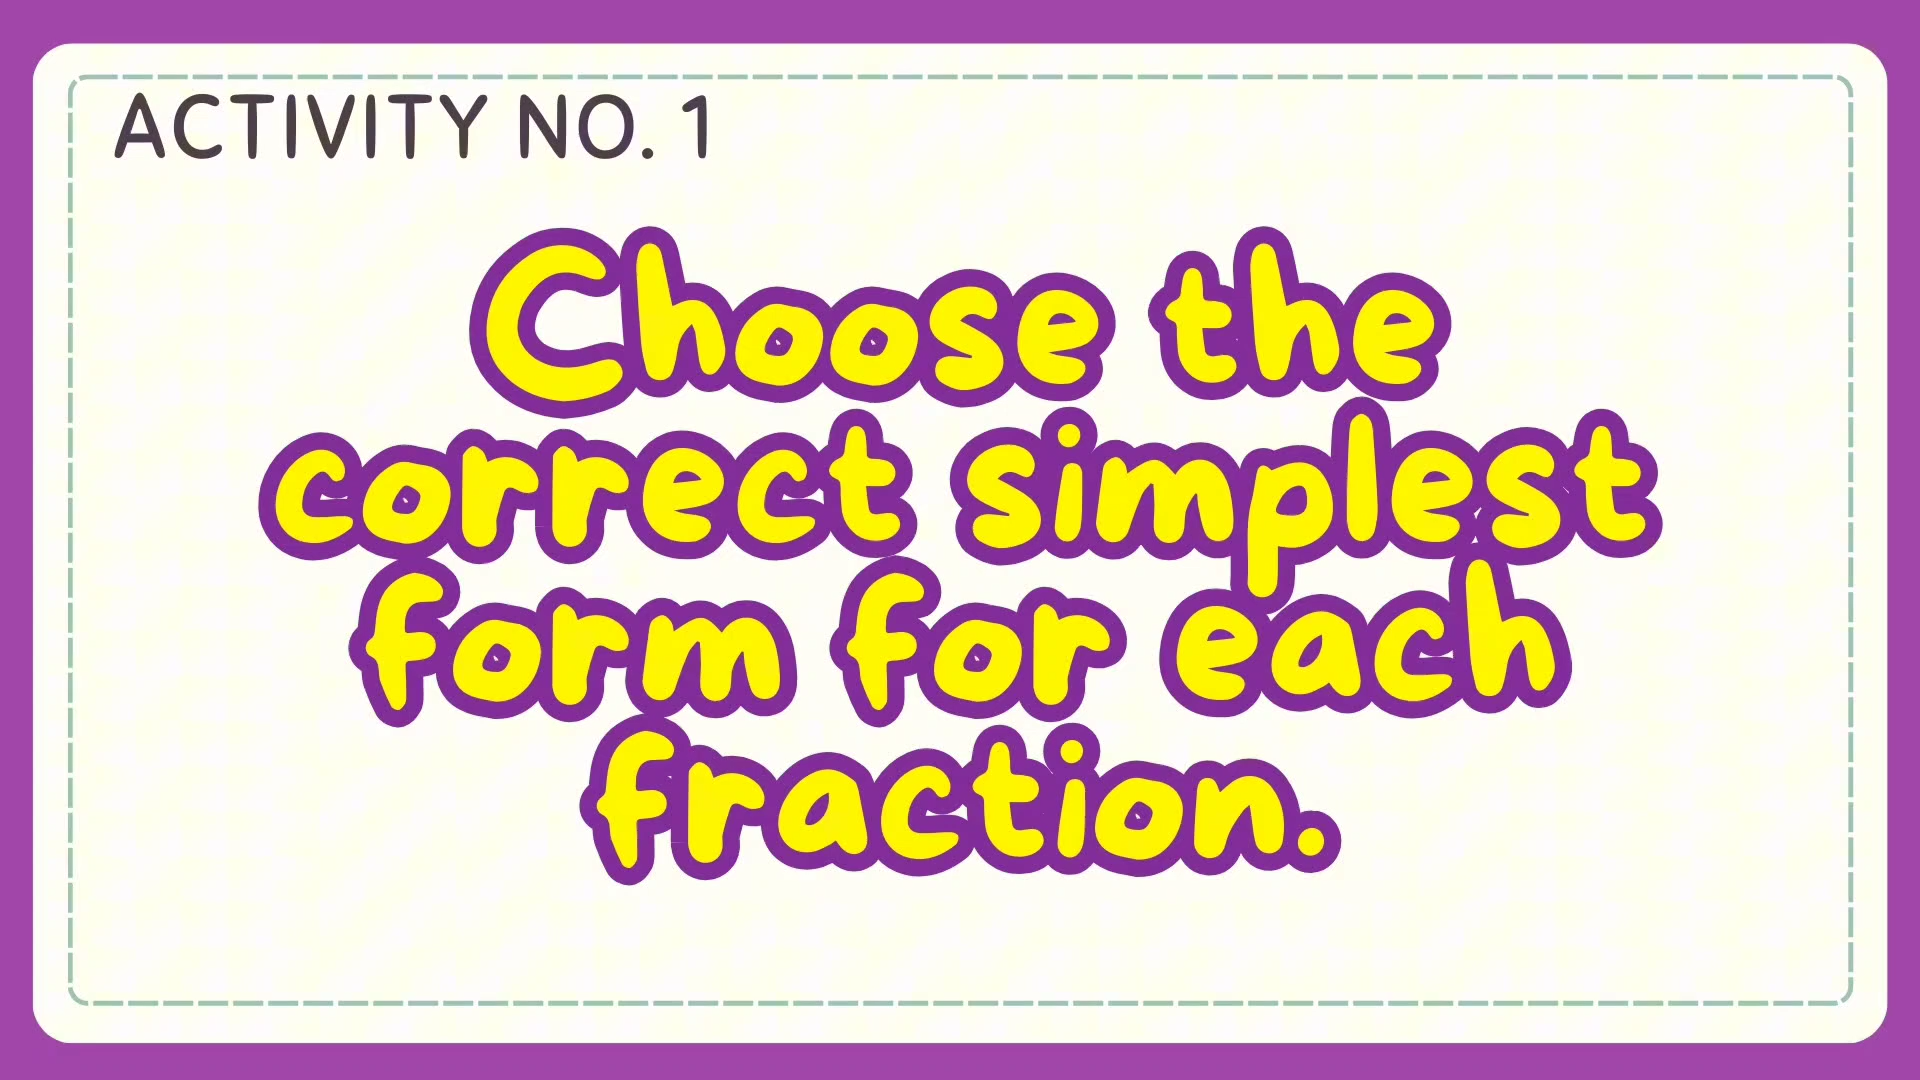 ACTIVITY NO. 1
Choose the
correct simplest
form for each
fraction.